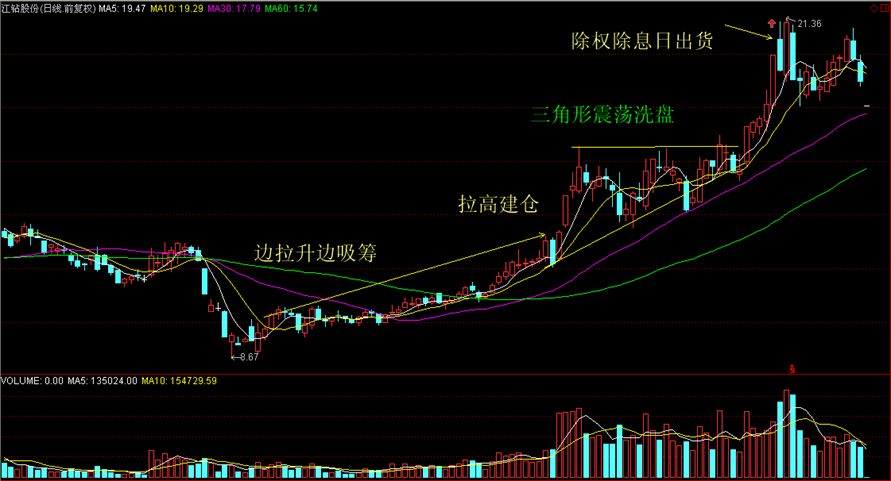 江钻股份(日线.前复权) MA5: 19.47 MA10: 19.29 MA30: 17.79 MA60: 15.74
21.36
除权除息日出货
三角形震荡洗盘
拉高建仓
边拉升边吸筹
8.67
VOLUME: 0.00 MA5: 135024.00 MA10: 154729.59